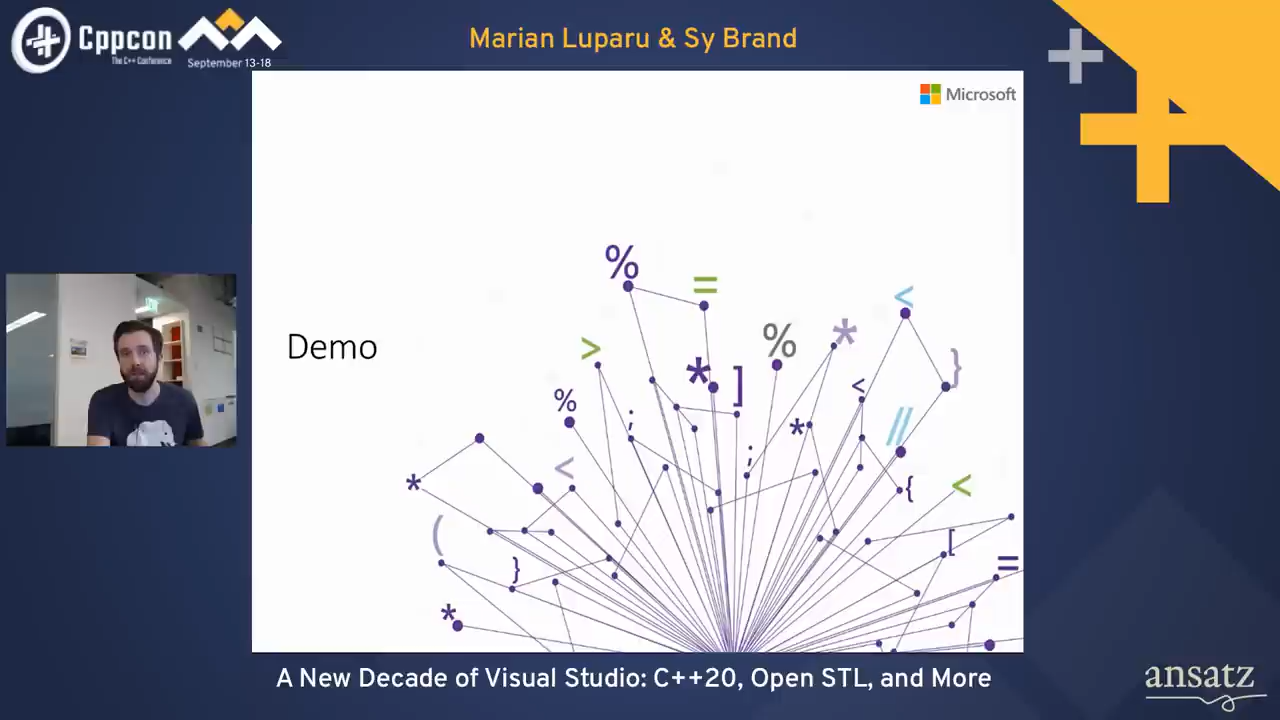 Cppcon
The C++ Conference
September 13-18
Marian Luparu & Sy Brand
Microsoft
Demo
% =
> % * <
% * ] < }
; * //
* < ; { <
( } [ =
*
A New Decade of Visual Studio: C++20, Open STL, and More
ansatz